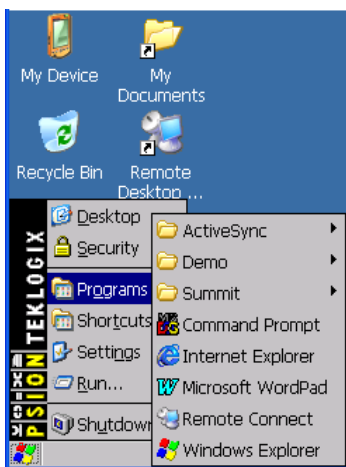 My Device
My
Documents
Recycle Bin
Remote
Desktop ...
Desktop
Security
Programs
Shortcuts
Settings
Run...
Shutdown
ActiveSync
Demo
Summit
Command Prompt
Internet Explorer
Microsoft WordPad
Remote Connect
Windows Explorer
PSION
TEKLOGIX